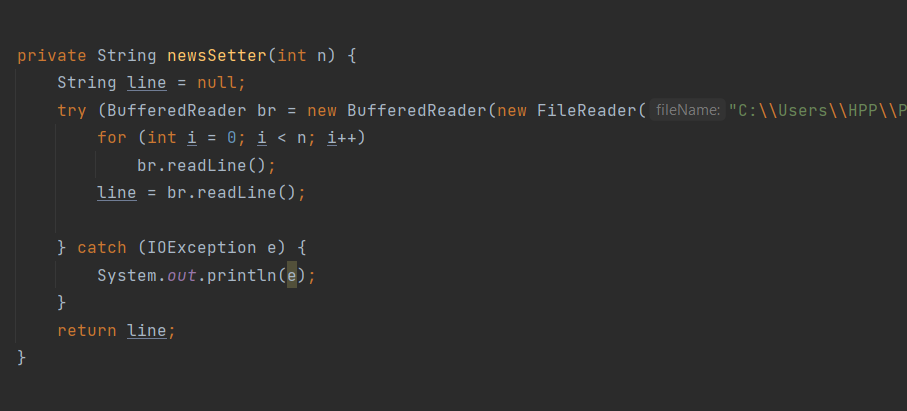 private String newsSetter(int n) {
    String line = null;
    try (BufferedReader br = new BufferedReader(new FileReader( fileName: "C:\\Users\\HPP\\P
        for (int i = 0; i < n; i++)
            br.readLine();
        line = br.readLine();
    } catch (IOException e) {
        System.out.println(e);
    }
    return line;
}